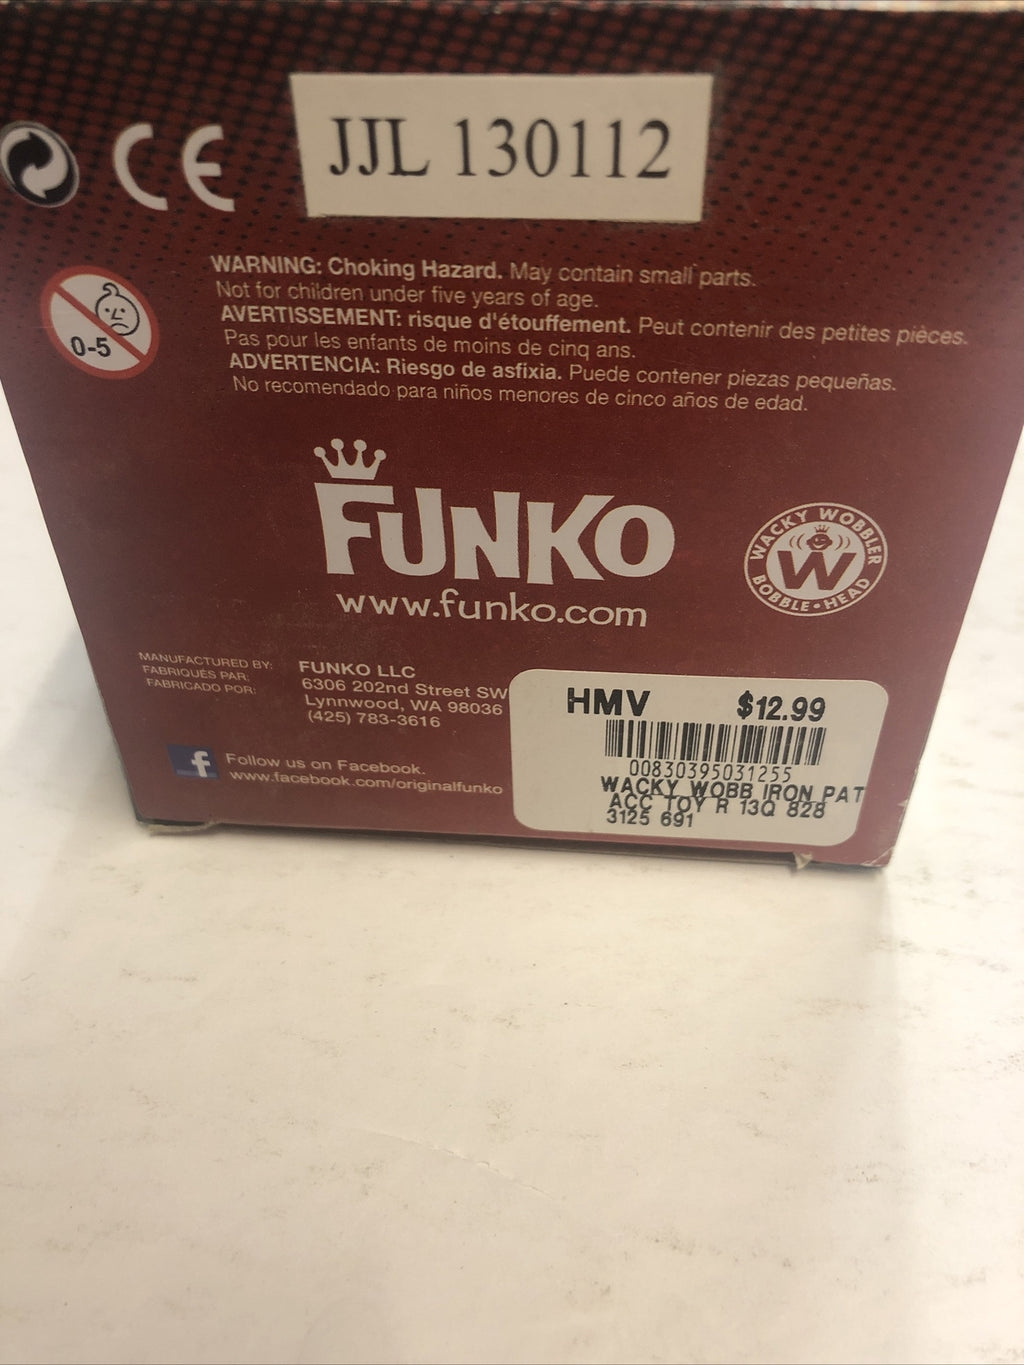 JJL 130112
CE
WARNING: Choking Hazard. May contain small parts.
Not for children under five years of age.
AVERTISSEMENT: risque d'étouffement. Peut contenir des petites pièces.
Pas pour les enfants de moins de cinq ans.
ADVERTENCIA: Riesgo de asfixia. Puede contener piezas pequeñas.
No recomendado para niños menores de cinco años de edad.
0-5
FUNKO
www.funko.com
WACKY WOBBLER
W
BOBBLE•HEAD
MANUFACTURED BY:
FABRIQUÉS PAR:
FABRICADO POR:
FUNKO LLC
6306 202nd Street SW
Lynnwood, WA 98036
(425) 783-3616
f
Follow us on Facebook.
www.facebook.com/originalfunko
HMV $12.99
00830395031255
WACKY WOBB IRON PAT
ACC TOY R 13Q 828
3125 691